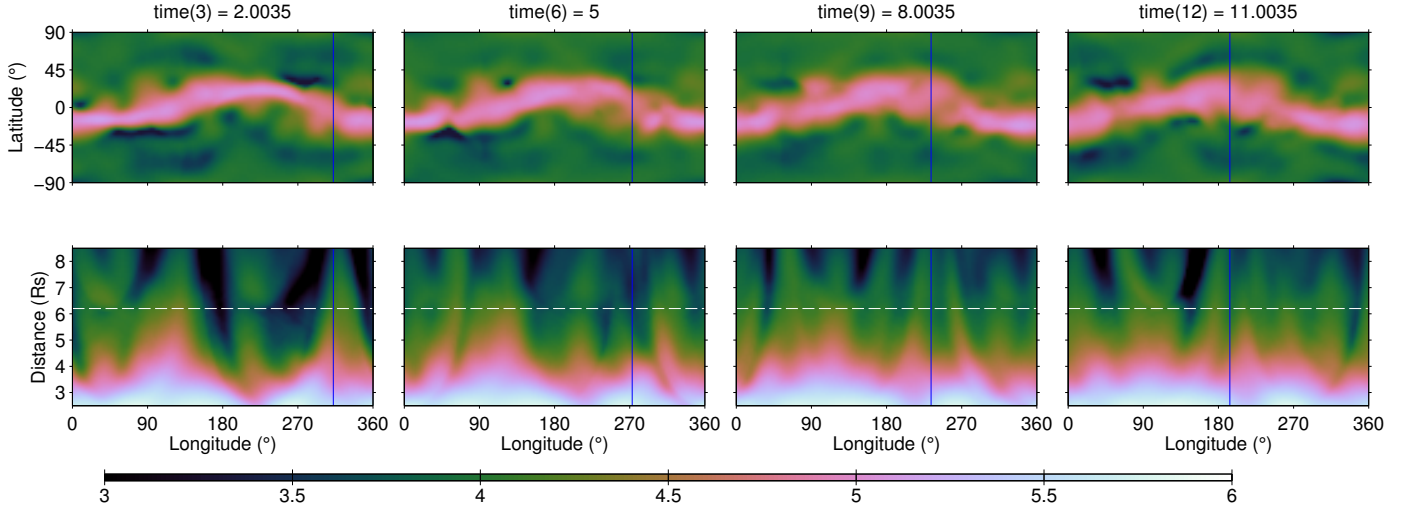 time(3) = 2.0035 time(6) = 5 time(9) = 8.0035 time(12) = 11.0035
Latitude (°)
90
45
0
−45
−90
0 90 180 270 360 0 90 180 270 360 0 90 180 270 360 0 90 180 270 360
Distance (Rs)
8
7
6
5
4
3
Longitude (°) Longitude (°) Longitude (°) Longitude (°)
3 3.5 4 4.5 5 5.5 6